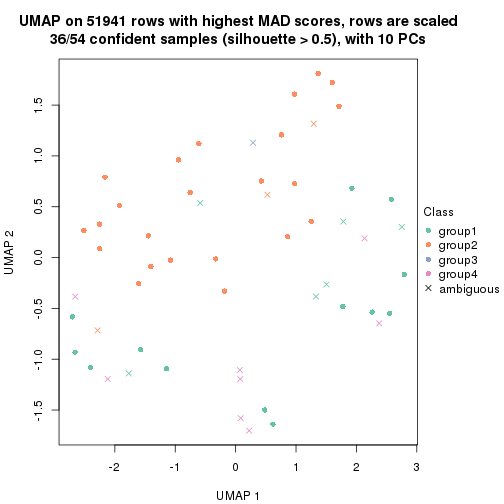 UMAP on 51941 rows with highest MAD scores, rows are scaled
36/54 confident samples (silhouette > 0.5), with 10 PCs
1.5
1.0
0.5
0.0
-0.5
-1.0
-1.5
UMAP 2
-2
-1
0
1
2
3
UMAP 1
Class
group1
group2
group3
group4
ambiguous